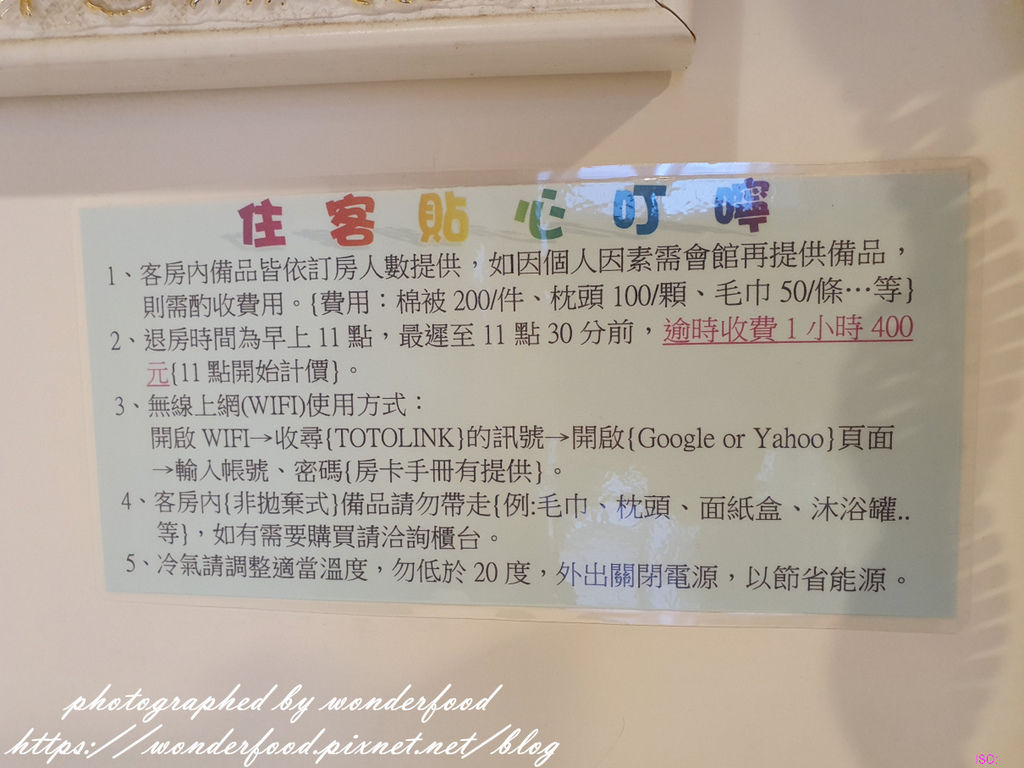 住客貼心叮嚀
1、客房內備品皆依訂房人數提供，如因個人因素需會館再提供備品，
則需酌收費用。{費用：棉被 200/件、枕頭 100/顆、毛巾 50/條…等}
2、退房時間為早上 11 點，最遲至 11 點 30 分前，逾時收費 1 小時 400
元{11 點開始計價}。
3、無線上網(WIFI)使用方式：
開啟 WIFI→收尋{TOTOLINK}的訊號→開啟{Google or Yahoo}頁面
→輸入帳號、密碼{房卡手冊有提供}。
4、客房內{非拋棄式}備品請勿帶走{例:毛巾、枕頭、面紙盒、沐浴罐..
等}，如有需要購買請洽詢櫃台。
5、冷氣請調整適當溫度，勿低於 20 度，外出關閉電源，以節省能源。
photographed by wonderfood
https://wonderfood.pixnet.net/blog
ISO: